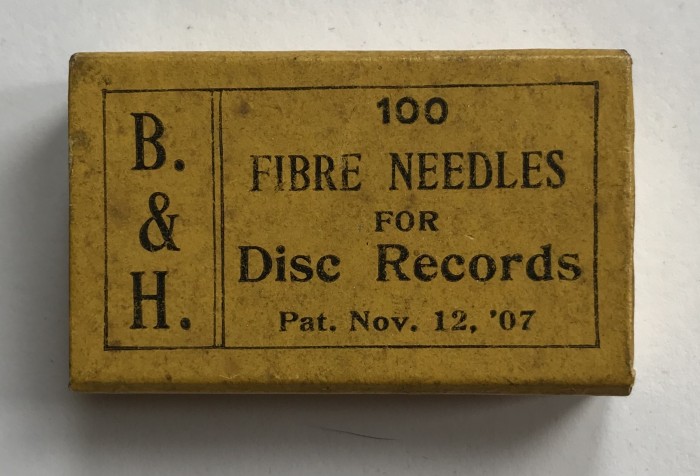 B.
&
H.
100
FIBRE NEEDLES
FOR
Disc Records
Pat. Nov. 12, '07